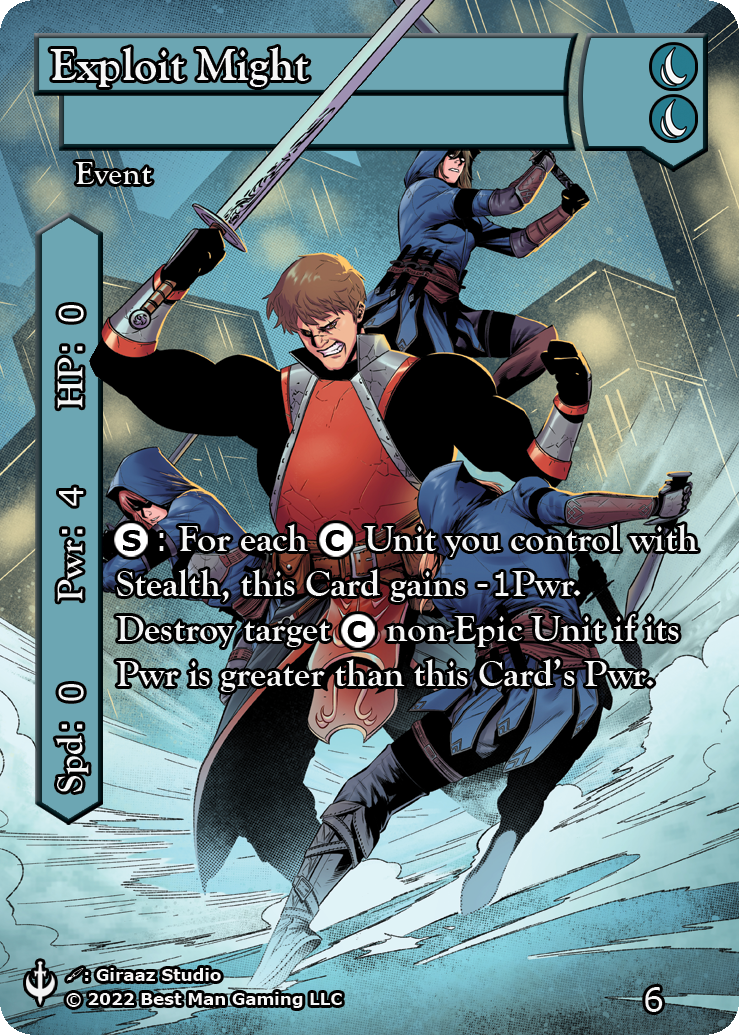 Exploit Might
Event
HP: 0
Pwr: 4
Spd: 0
S : For each C Unit you control with
Stealth, this Card gains -1Pwr.
Destroy target C non-Epic Unit if its
Pwr is greater than this Card's Pwr.
: Giraaz Studio
© 2022 Best Man Gaming LLC
6